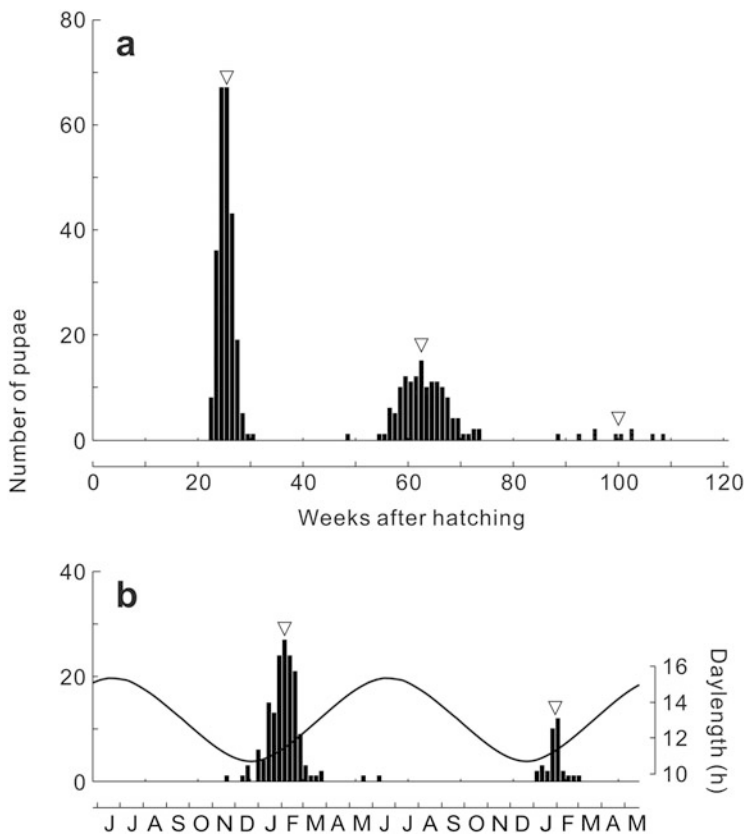 80
a
60
40
20
0
Number of pupae
0 20 40 60 80 100 120
Weeks after hatching
40
b
20
0
16
14
12
10
Daylength (h)
J J A S O N D J F M A M J J A S O N D J F M A M